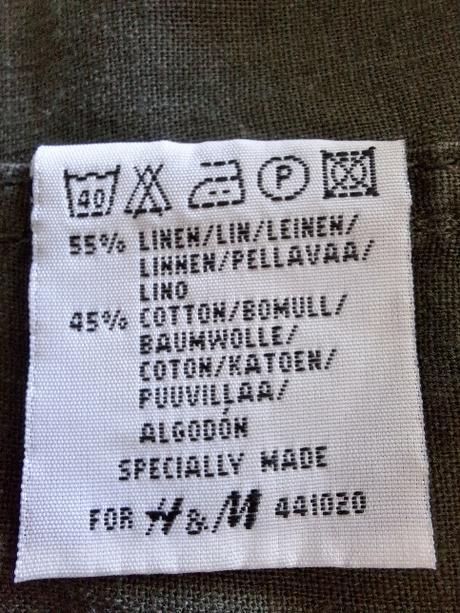 40 P
55% LINEN/LIN/LEINEN/
LINNEN/PELLAVAA/
LINO
45% COTTON/BOMULL/
BAUMWOLLE/
COTON/KATOEN/
PUUVILLAA/
ALGODÓN
SPECIALLY MADE
FOR H & M 441020